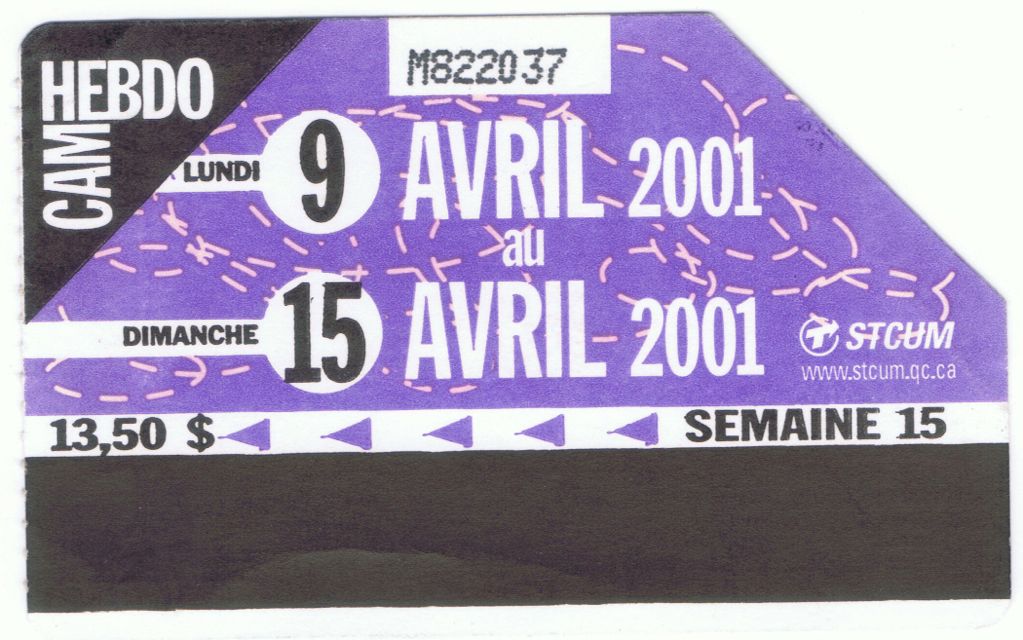 M822037
CAM
HEBDO
LUNDI 9 AVRIL 2001
au
DIMANCHE 15 AVRIL 2001
STCUM
www.stcum.qc.ca
13,50 $ SEMAINE 15